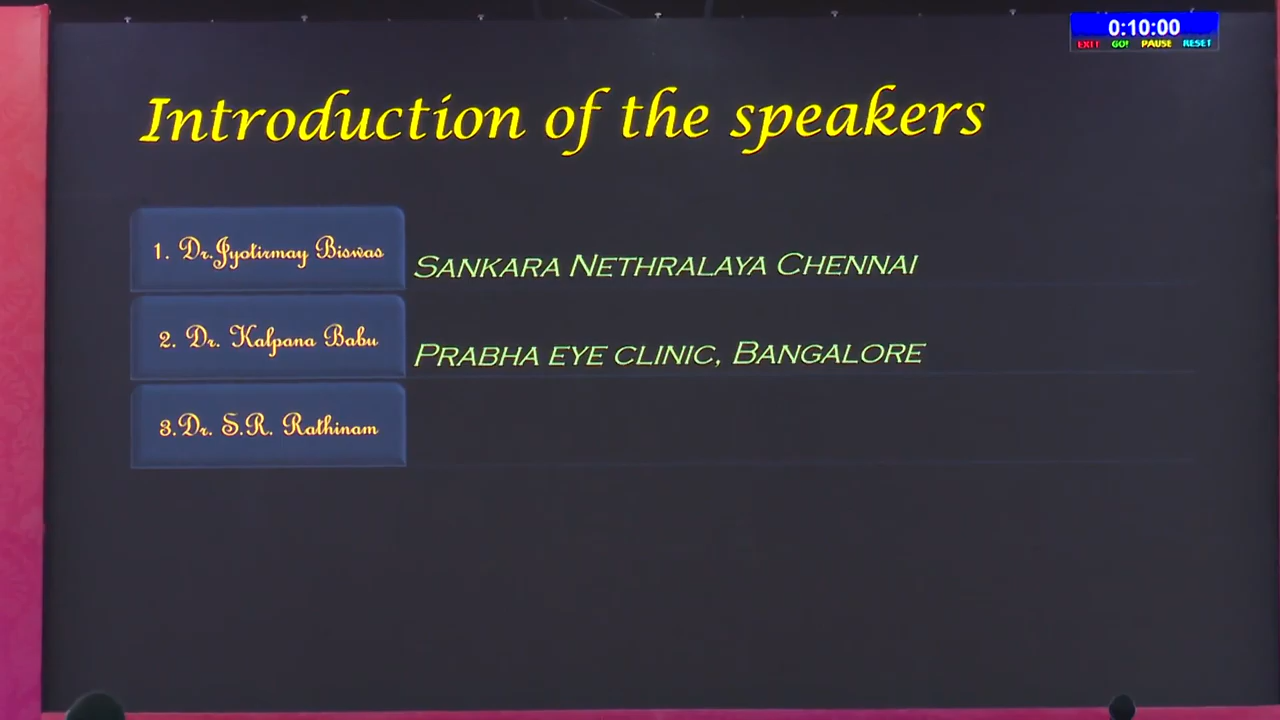 0:10:00
EXIT GO! PAUSE RESET
Introduction of the speakers
1. Dr.Jyotirmay Biswas
SANKARA NETHRALAYA CHENNAI
2. Dr. Kalpana Babu
PRABHA EYE CLINIC, BANGALORE
3.Dr. S.R. Rathinam